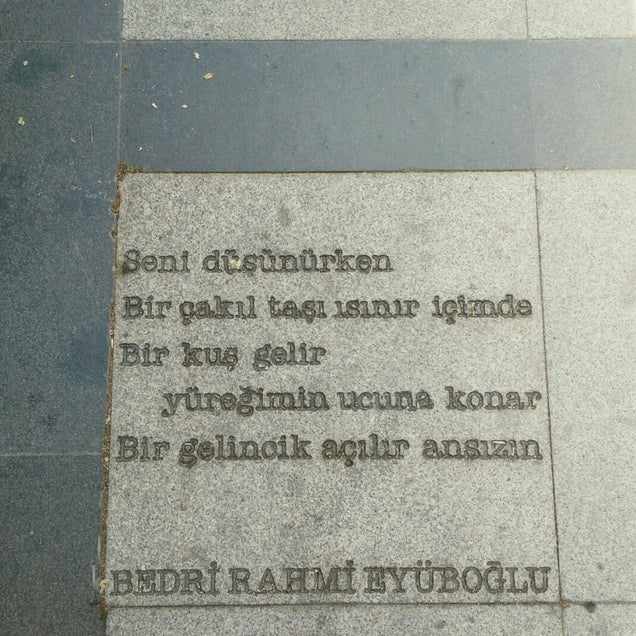 Seni düşünürken
Bir çakıl taşı ısınır içimde
Bir kuş gelir
yüreğimin ucuna konar
Bir gelincik açılır ansızın
BEDRİ RAHMİ EYÜBOĞLU